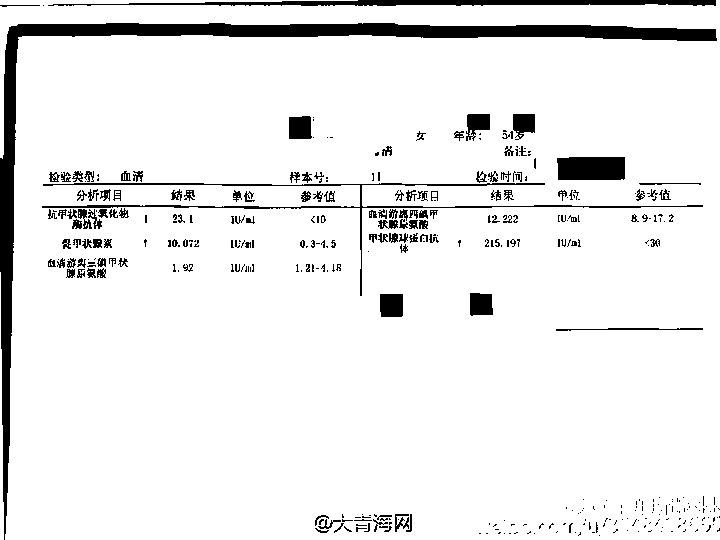 女 年龄: 54岁
清 备注:
检验类型: 血清 样本号: 11 检验时间:
分析项目 结果 单位 参考值 分析项目 结果 单位 参考值
抗甲状腺过氧化物酶抗体 23.1 IU/ml <10 血清游离四碘甲状腺原氨酸 12.222 IU/ml 8.9-17.2
促甲状腺素 ↑ 10.072 IU/ml 0.3-4.5 甲状腺球蛋白抗体 ↑ 215.197 IU/ml <30
血清游离三碘甲状腺原氨酸 1.92 IU/ml 1.21-4.18
@大青海网